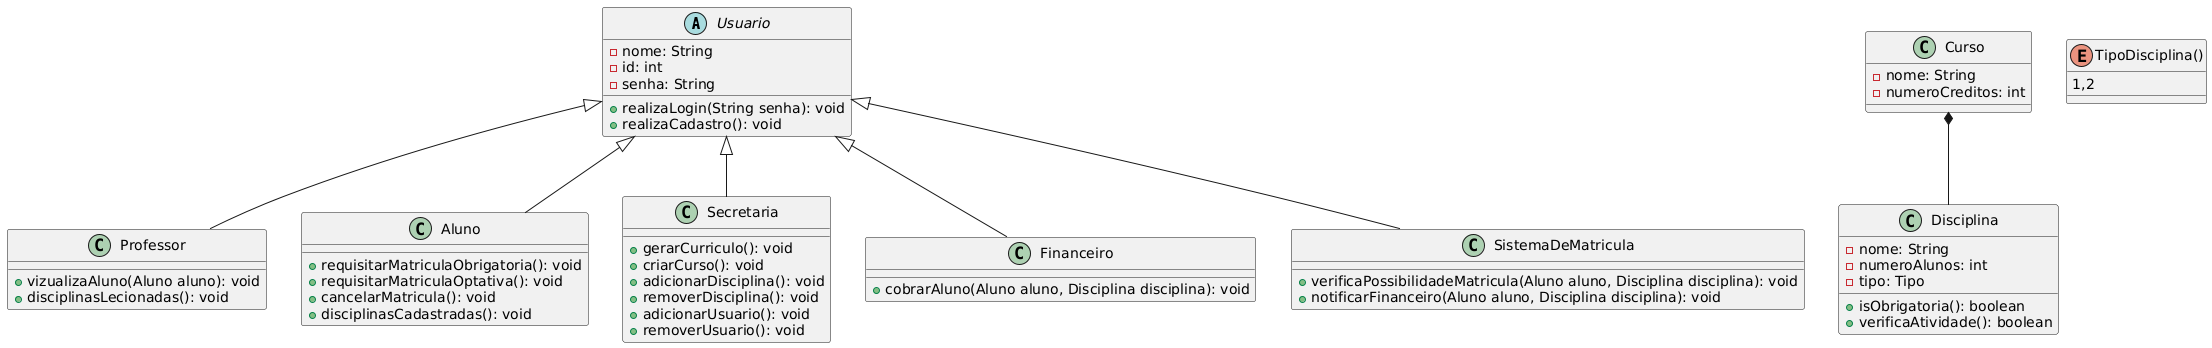 A Usuario
nome: String
id: int
senha: String
realizaLogin(String senha): void
realizaCadastro(): void
C Curso
nome: String
numeroCreditos: int
E TipoDisciplina()
1,2
C Professor
vizualizaAluno(Aluno aluno): void
disciplinasLecionadas(): void
C Aluno
requisitarMatriculaObrigatoria(): void
requisitarMatriculaOptativa(): void
cancelarMatricula(): void
disciplinasCadastradas(): void
C Secretaria
gerarCurriculo(): void
criarCurso(): void
adicionarDisciplina(): void
removerDisciplina(): void
adicionarUsuario(): void
removerUsuario(): void
C Financeiro
cobrarAluno(Aluno aluno, Disciplina disciplina): void
C SistemaDeMatricula
verificaPossibilidadeMatricula(Aluno aluno, Disciplina disciplina): void
notificarFinanceiro(Aluno aluno, Disciplina disciplina): void
C Disciplina
nome: String
numeroAlunos: int
tipo: Tipo
isObrigatoria(): boolean
verificaAtividade(): boolean